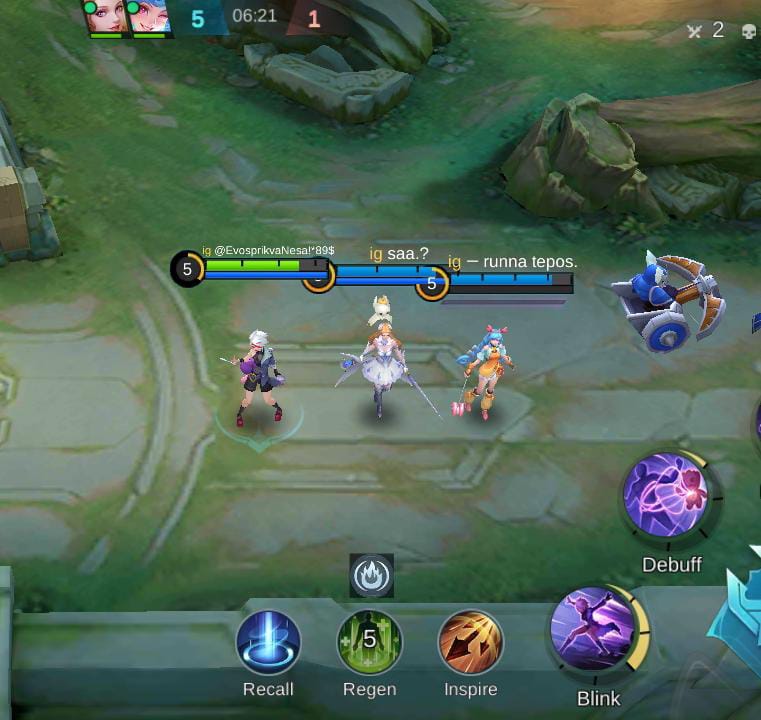 5 06:21 1
2
ig @EvosprikvaNesa!*89$
ig saa.?
ig – runna tepos.
5
5
Debuff
5
Recall
Regen
Inspire
Blink